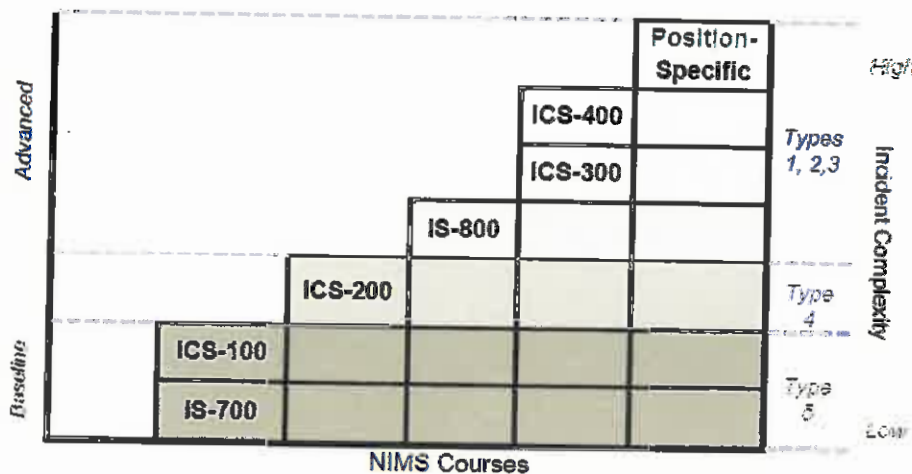 Position-
Specific
High
ICS-400
Advanced
Types
1, 2,3
ICS-300
Incident Complexity
IS-800
ICS-200
Type
4
ICS-100
Baseline
Type
5
IS-700
Low
NIMS Courses